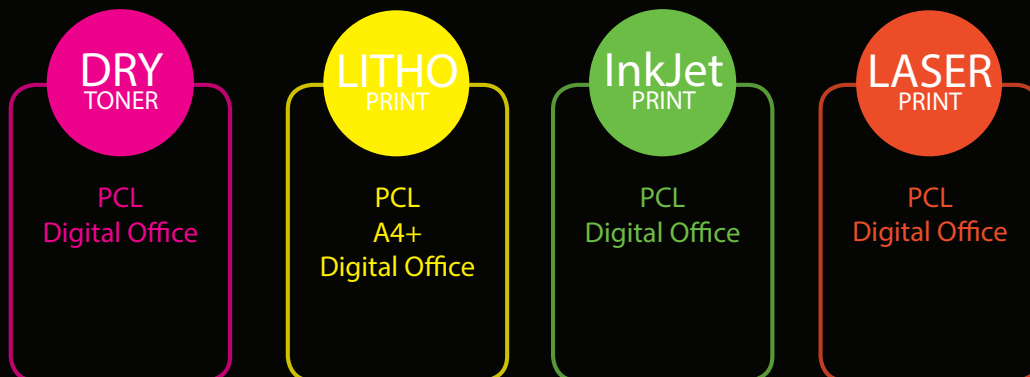 DRY
TONER
PCL
Digital Office
LITHO
PRINT
PCL
A4+
Digital Office
InkJet
PRINT
PCL
Digital Office
LASER
PRINT
PCL
Digital Office